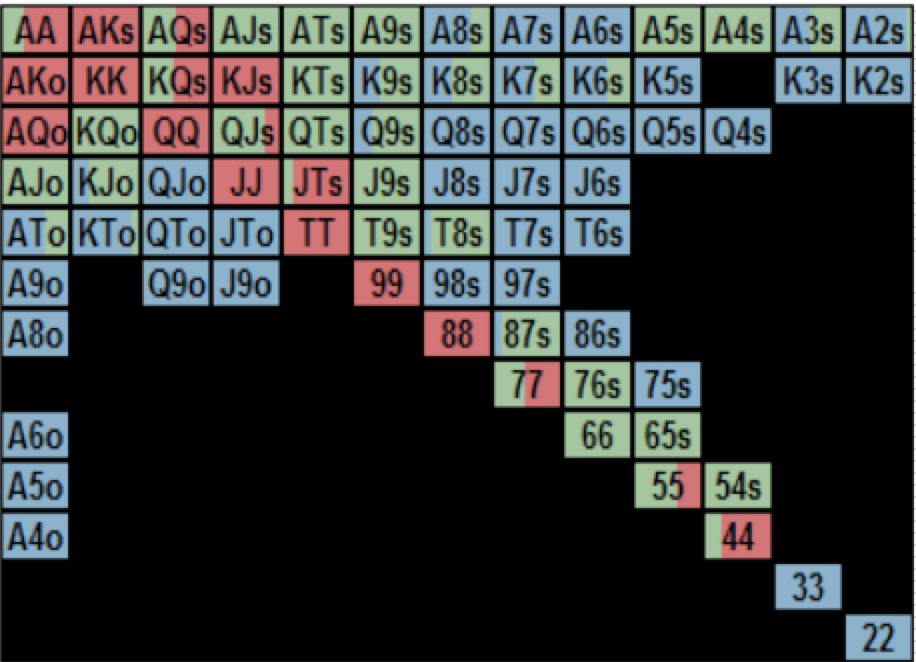 AA AKs AQs AJs ATs A9s A8s A7s A6s A5s A4s A3s A2s
AKo KK KQs KJs KTs K9s K8s K7s K6s K5s K3s K2s
AQo KQo QQ QJs QTs Q9s Q8s Q7s Q6s Q5s Q4s
AJo KJo QJo JJ JTs J9s J8s J7s J6s
ATo KTo QTo JTo TT T9s T8s T7s T6s
A9o Q9o J9o 99 98s 97s
A8o 88 87s 86s
77 76s 75s
A6o 66 65s
A5o 55 54s
A4o 44
33
22